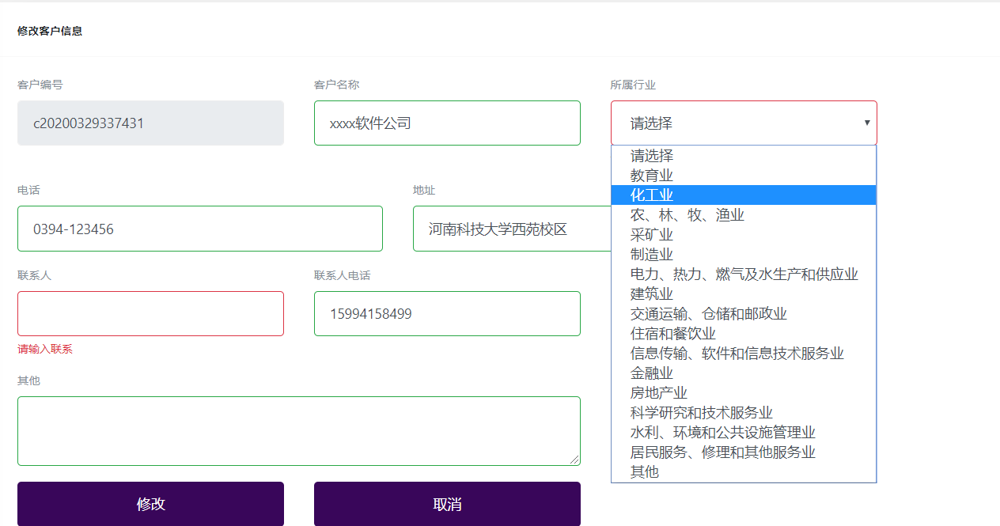 修改客户信息
客户编号
客户名称
所属行业
c20200329337431
xxxx软件公司
请选择
请选择
教育业
化工业
农、林、牧、渔业
采矿业
制造业
电力、热力、燃气及水生产和供应业
建筑业
交通运输、仓储和邮政业
住宿和餐饮业
信息传输、软件和信息技术服务业
金融业
房地产业
科学研究和技术服务业
水利、环境和公共设施管理业
居民服务、修理和其他服务业
其他
电话
地址
0394-123456
河南科技大学西苑校区
联系人
联系人电话
15994158499
请输入联系
其他
修改
取消